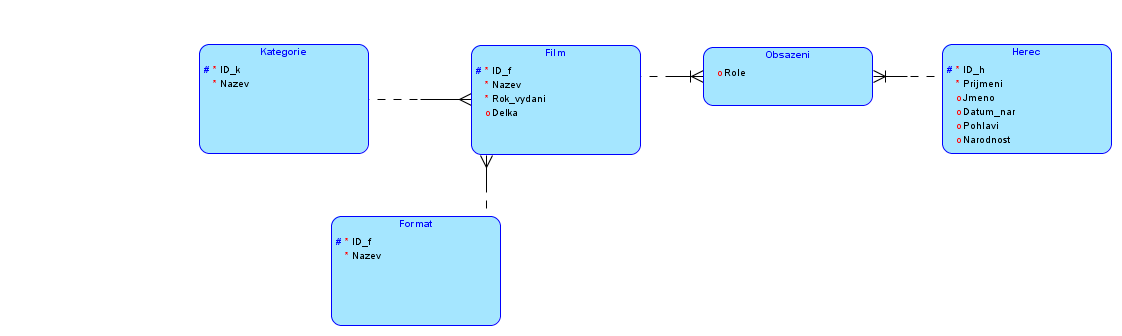 Kategorie
# * ID_k
* Nazev
Film
# * ID_f
* Nazev
* Rok_vydani
o Delka
Obsazeni
o Role
Herec
# * ID_h
* Prijmeni
o Jmeno
o Datum_nar
o Pohlavi
o Narodnost
Format
# * ID_f
* Nazev